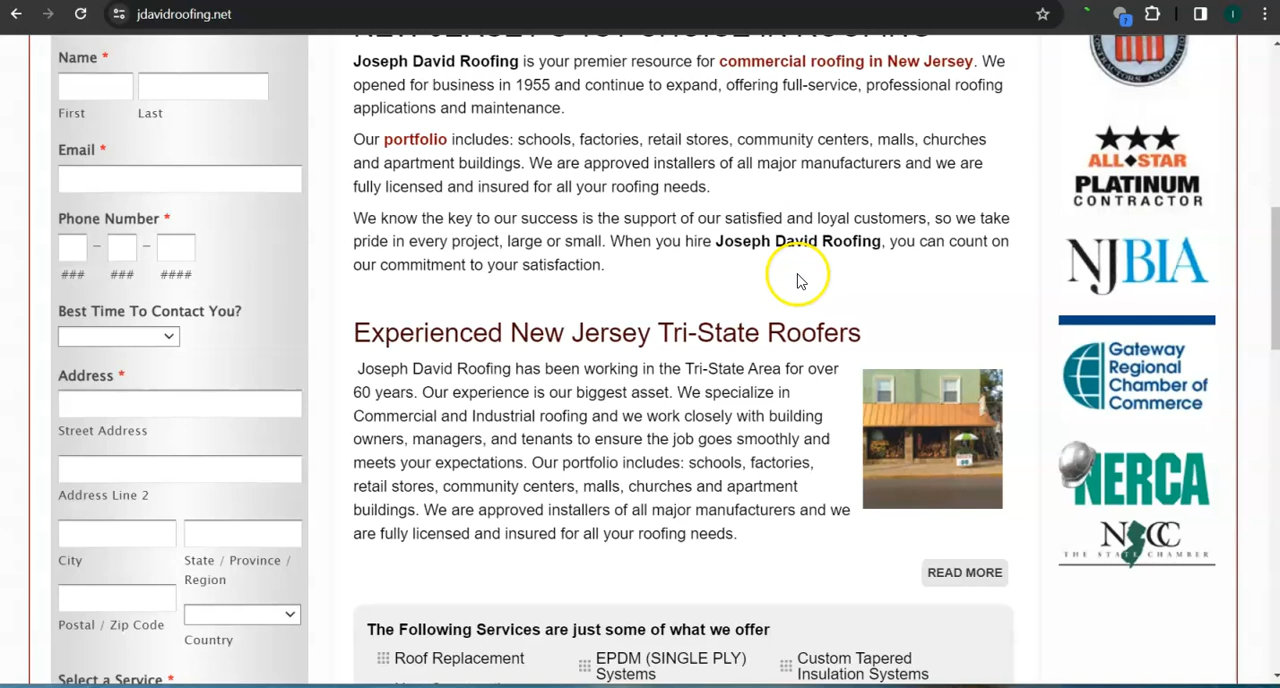 jdavidroofing.net
7
I
Name *
First
Last
Email *
Phone Number *
– –
### ### ####
Best Time To Contact You?
Address *
Street Address
Address Line 2
City
State / Province /
Region
Postal / Zip Code
Country
Select a Service *
NEW JERSEY'S TOP CHOICE IN ROOFING
Joseph David Roofing is your premier resource for commercial roofing in New Jersey. We
opened for business in 1955 and continue to expand, offering full-service, professional roofing
applications and maintenance.
Our portfolio includes: schools, factories, retail stores, community centers, malls, churches
and apartment buildings. We are approved installers of all major manufacturers and we are
fully licensed and insured for all your roofing needs.
We know the key to our success is the support of our satisfied and loyal customers, so we take
pride in every project, large or small. When you hire Joseph David Roofing, you can count on
our commitment to your satisfaction.
Experienced New Jersey Tri-State Roofers
Joseph David Roofing has been working in the Tri-State Area for over
60 years. Our experience is our biggest asset. We specialize in
Commercial and Industrial roofing and we work closely with building
owners, managers, and tenants to ensure the job goes smoothly and
meets your expectations. Our portfolio includes: schools, factories,
retail stores, community centers, malls, churches and apartment
buildings. We are approved installers of all major manufacturers and we
are fully licensed and insured for all your roofing needs.
READ MORE
The Following Services are just some of what we offer
Roof Replacement
EPDM (SINGLE PLY)
Systems
Custom Tapered
Insulation Systems
ALL★STAR
PLATINUM
CONTRACTOR
NJBIA
Gateway
Regional
Chamber of
Commerce
NERCA
THE STATE CHAMBER